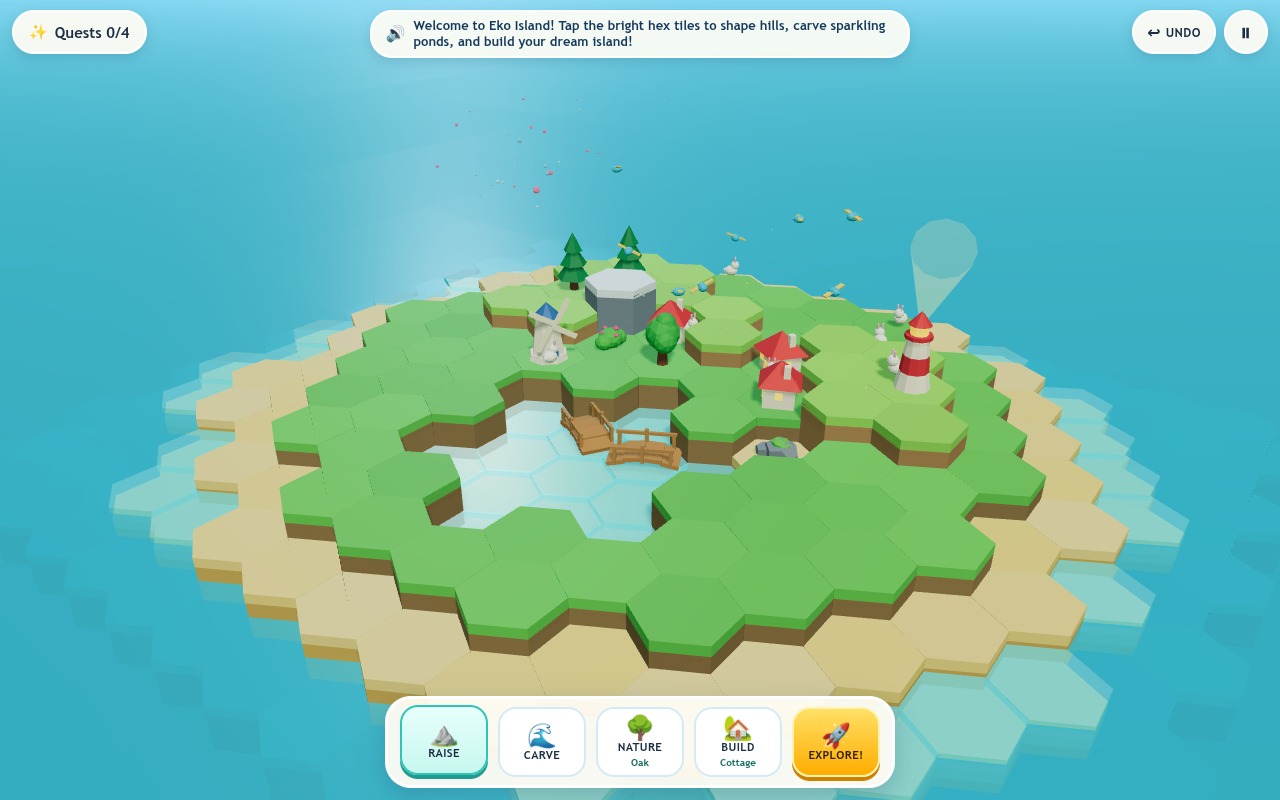 Quests 0/4
Welcome to Eko Island! Tap the bright hex tiles to shape hills, carve sparkling
ponds, and build your dream island!
UNDO
RAISE
CARVE
NATURE
Oak
BUILD
Cottage
EXPLORE!